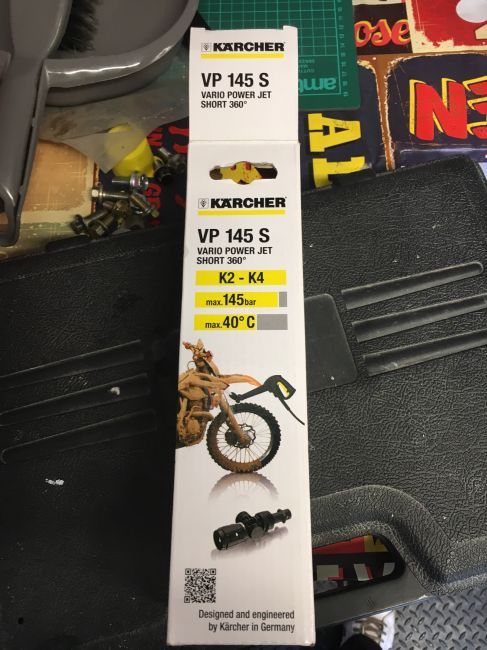 KÄRCHER
VP 145 S
VARIO POWER JET
SHORT 360°
KÄRCHER
VP 145 S
VARIO POWER JET
SHORT 360°
K2 - K4
max.145bar
max.40°C
Designed and engineered
by Kärcher in Germany